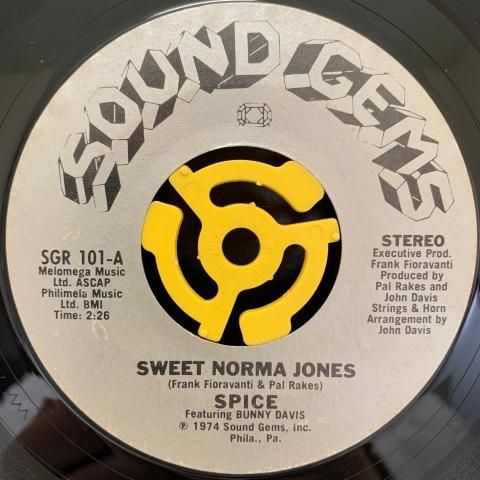 SOUND GEMS
SGR 101-A
Melomega Music
Ltd. ASCAP
Philimela Music
Ltd. BMI
Time: 2:26
STEREO
Executive Prod.
Frank Fioravanti
Produced by
Pal Rakes and
John Davis
Strings & Horn
Arrangement by
John Davis
SWEET NORMA JONES
(Frank Fioravanti & Pal Rakes)
SPICE
Featuring BUNNY DAVIS
℗ 1974 Sound Gems, Inc.
Phila., Pa.